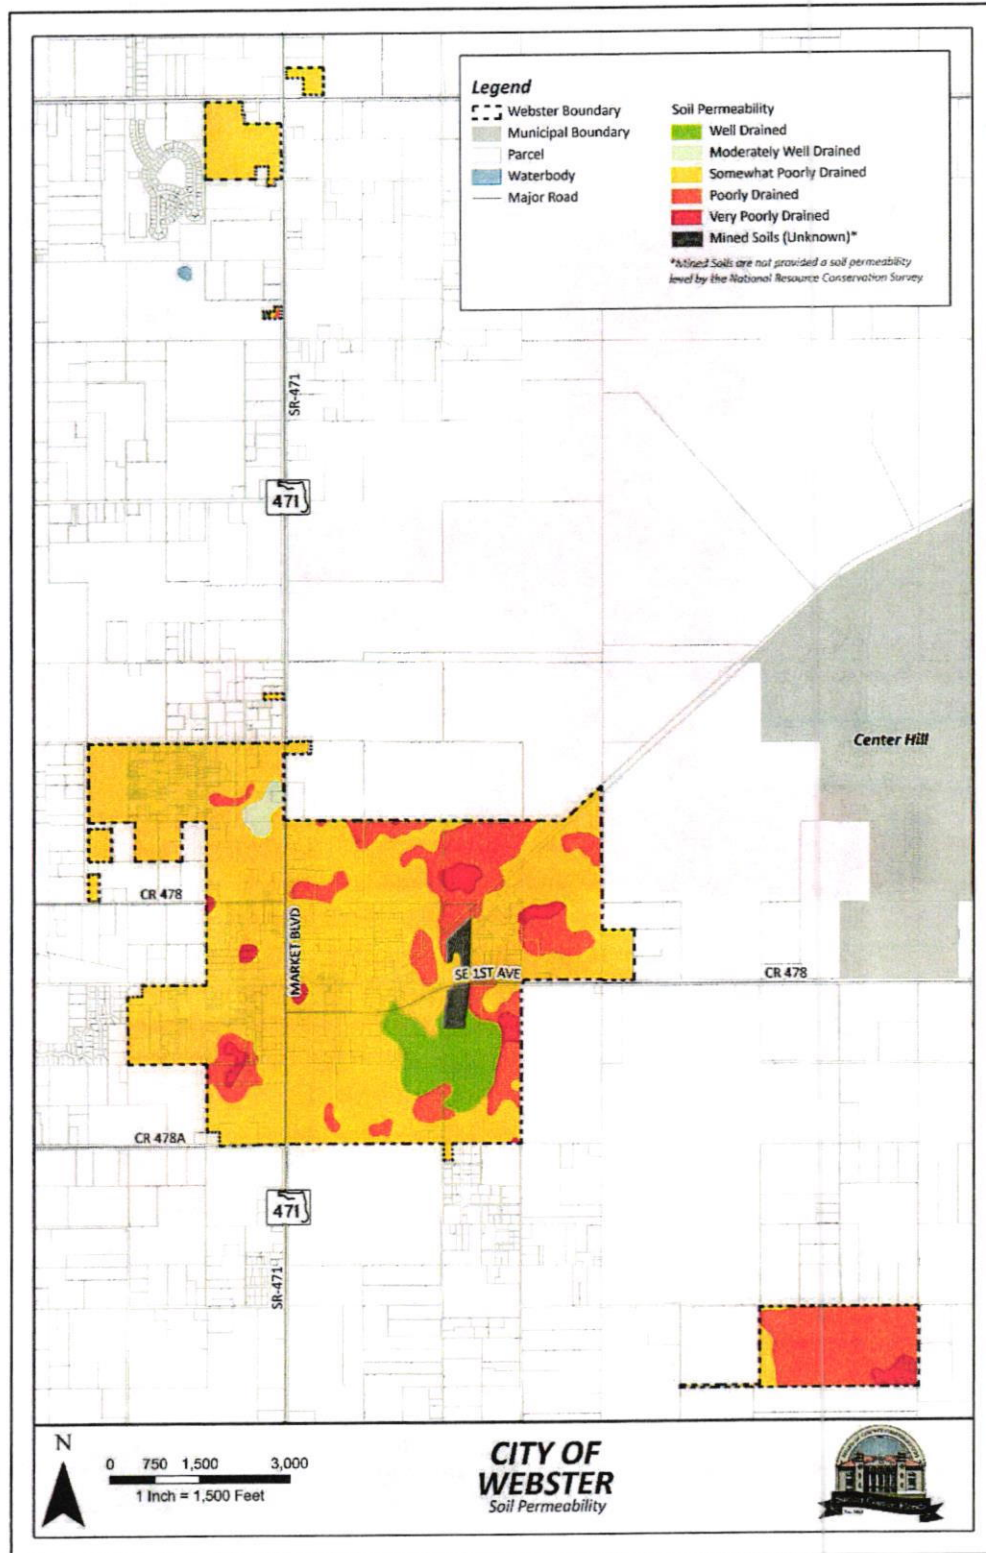 Legend
Webster Boundary
Municipal Boundary
Parcel
Waterbody
Major Road
Soil Permeability
Well Drained
Moderately Well Drained
Somewhat Poorly Drained
Poorly Drained
Very Poorly Drained
Mined Soils (Unknown)*
*Mined Soils are not provided a soil permeability
level by the National Resource Conservation Survey
SR-471
471
Center Hill
CR 478
MARKET BLVD
SE 1ST AVE
CR 478
CR 478A
471
SR-471
N
0 750 1,500 3,000
1 Inch = 1,500 Feet
CITY OF
WEBSTER
Soil Permeability